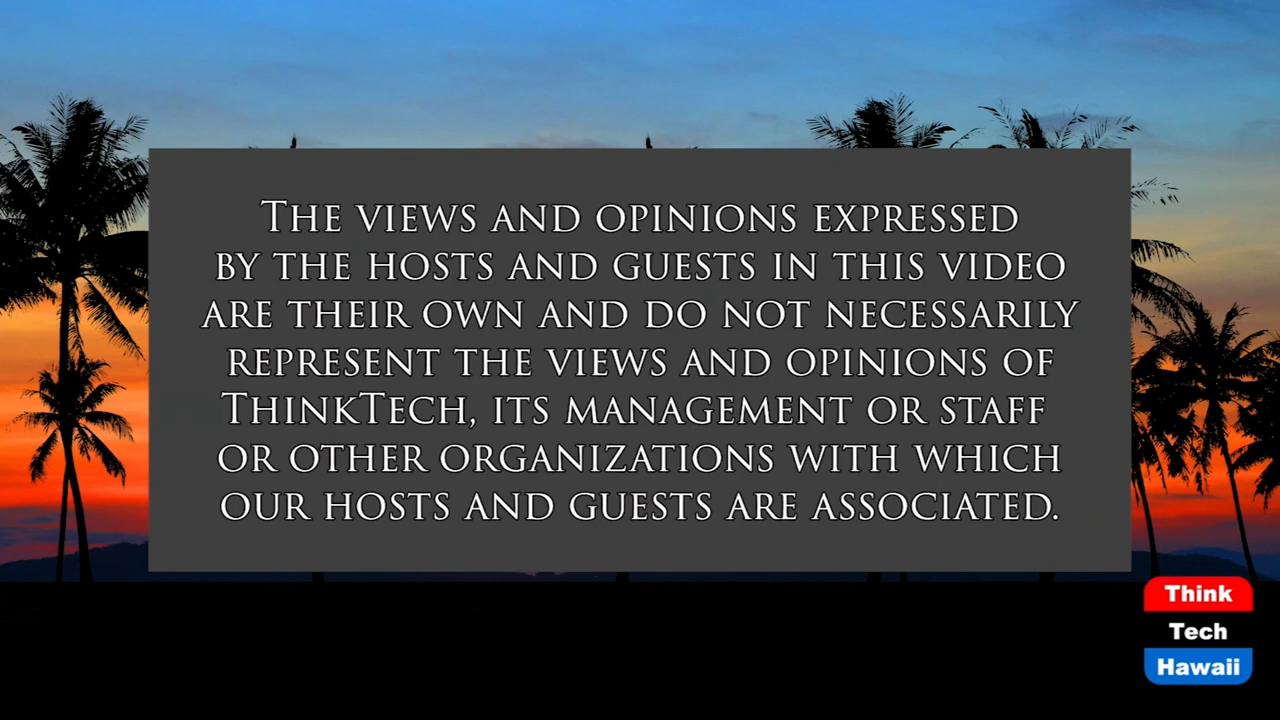 The views and opinions expressed
by the hosts and guests in this video
are their own and do not necessarily
represent the views and opinions of
ThinkTech, its management or staff
or other organizations with which
our hosts and guests are associated.
Think
Tech
Hawaii